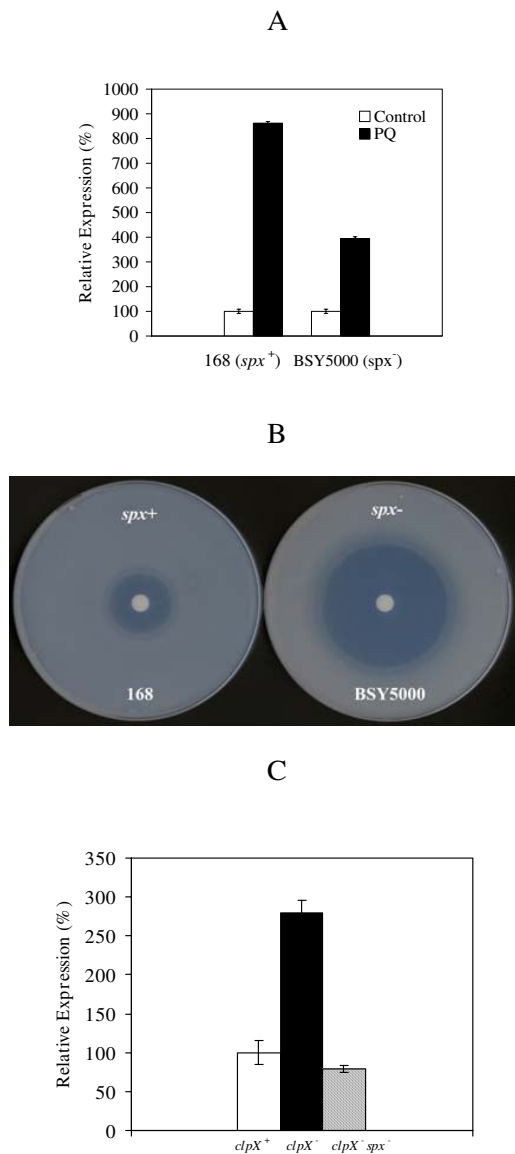 A
1000
900
800
700
600
500
400
300
200
100
0
Relative Expression (%)
Control
PQ
168 (spx⁺) BSY5000 (spx⁻)
B
spx+
spx-
168
BSY5000
C
350
300
250
200
150
100
50
0
Relative Expression (%)
clpX⁺ clpX⁻ clpX⁻ spx⁻